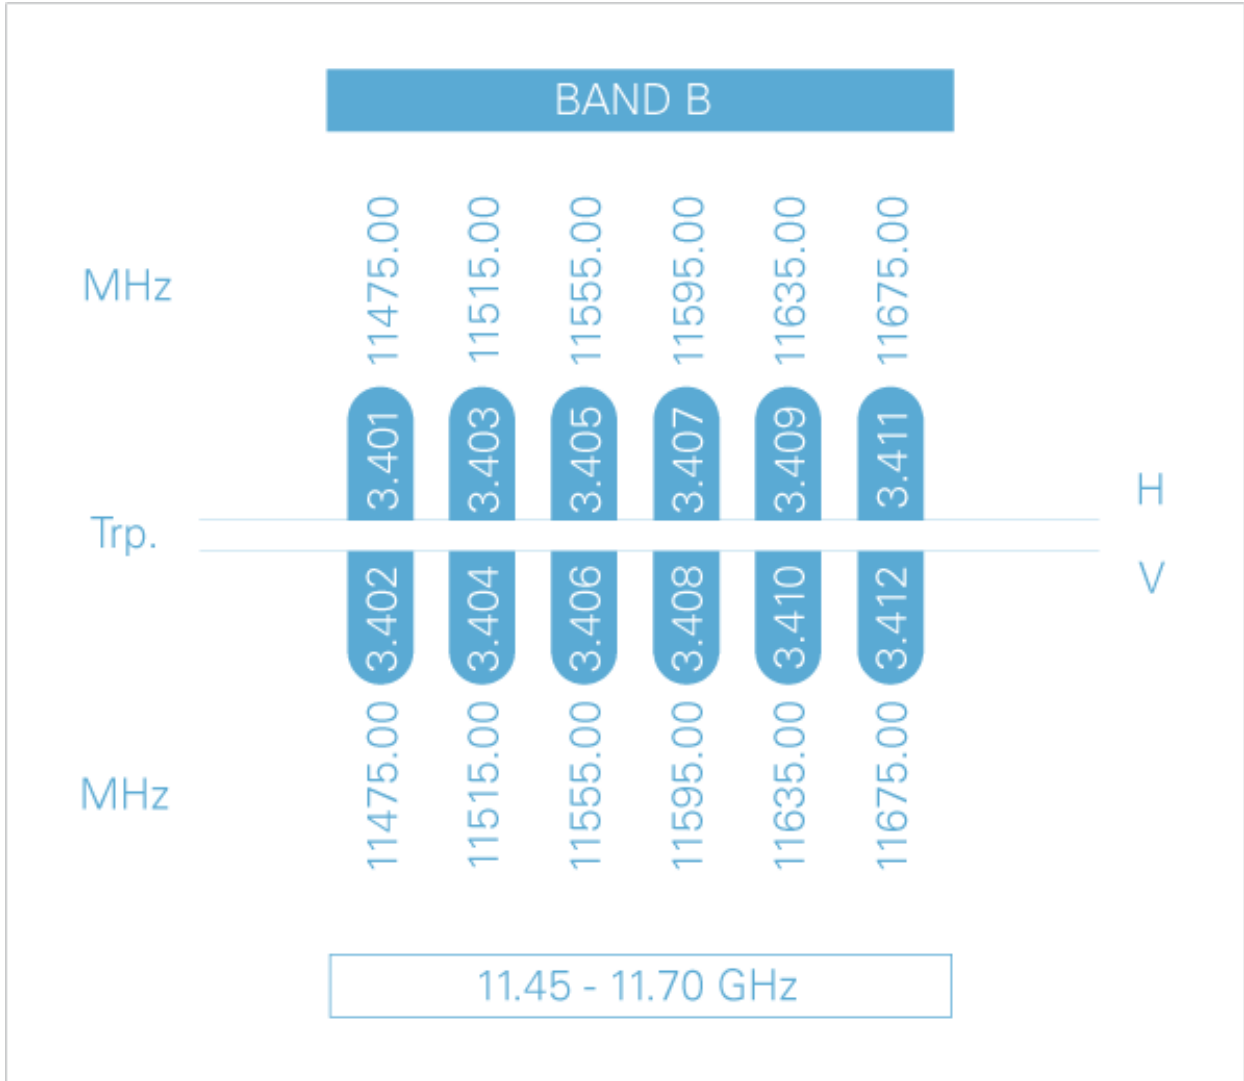 BAND B
MHz
11475.00 11515.00 11555.00 11595.00 11635.00 11675.00
3.401 3.403 3.405 3.407 3.409 3.411
H
Trp.
V
3.402 3.404 3.406 3.408 3.410 3.412
MHz
11475.00 11515.00 11555.00 11595.00 11635.00 11675.00
11.45 - 11.70 GHz